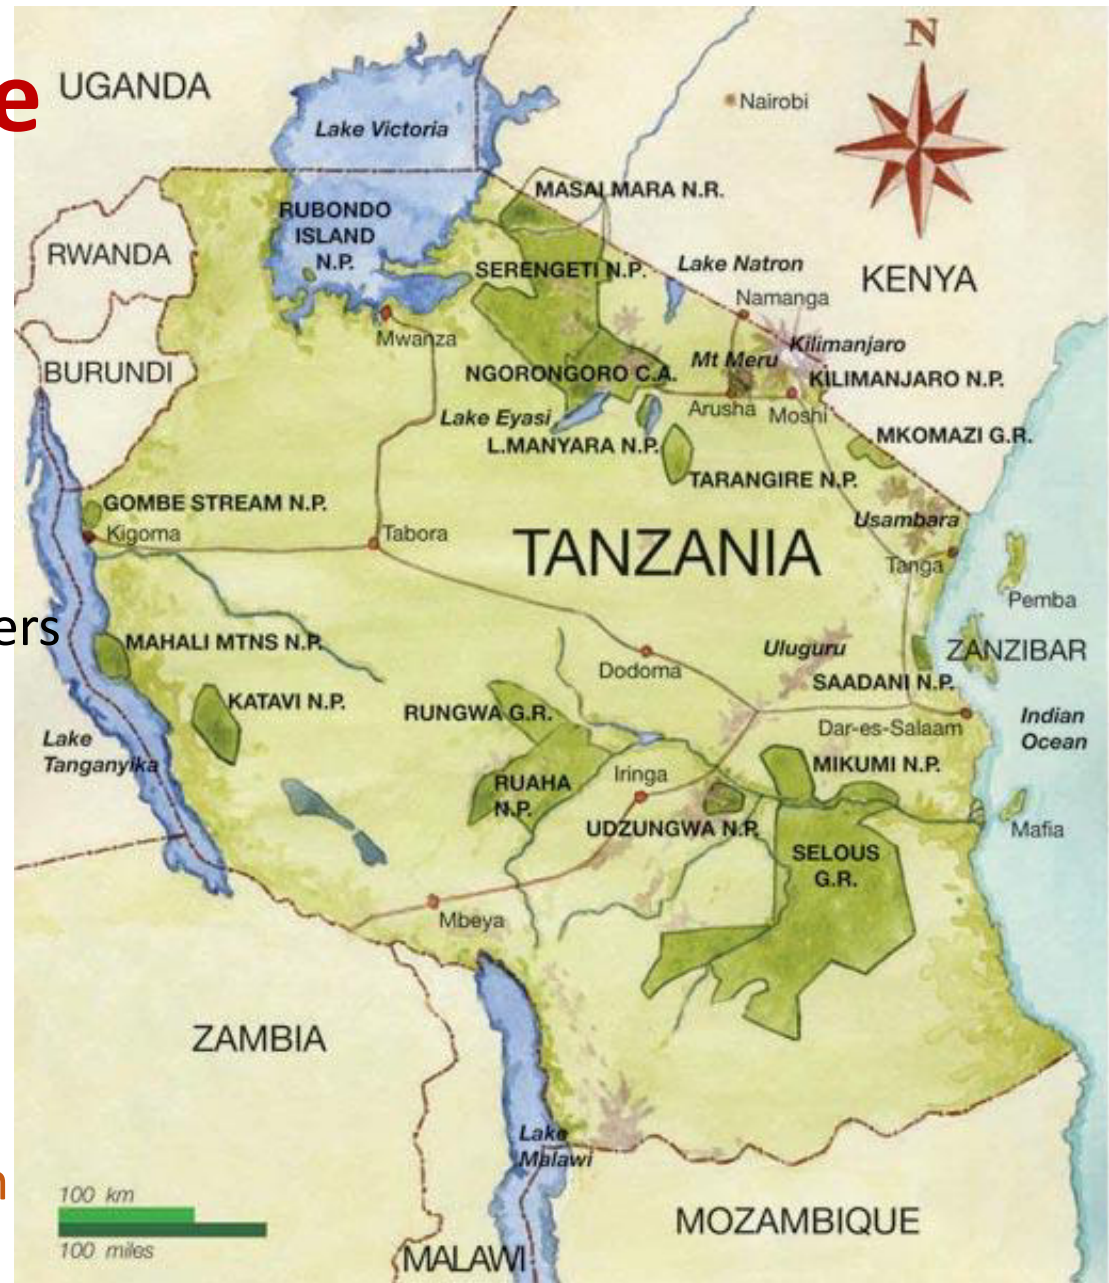 N
e
UGANDA
Nairobi
Lake Victoria
MASAI MARA N.R.
RUBONDO
ISLAND
N.P.
RWANDA
SERENGETI N.P.
Lake Natron
KENYA
Namanga
Mwanza
Kilimanjaro
Mt Meru
BURUNDI
NGORONGORO C.A.
KILIMANJARO N.P.
Arusha
Moshi
Lake Eyasi
L.MANYARA N.P.
MKOMAZI G.R.
TARANGIRE N.P.
GOMBE STREAM N.P.
Kigoma
Tabora
TANZANIA
Usambara
Tanga
Pemba
ers
MAHALI MTNS N.P.
Dodoma
Uluguru
ZANZIBAR
SAADANI N.P.
KATAVI N.P.
RUNGWA G.R.
Dar-es-Salaam
Indian
Ocean
Lake
Tanganyika
Iringa
MIKUMI N.P.
RUAHA
N.P.
UDZUNGWA N.P.
Mafia
SELOUS
G.R.
Mbeya
ZAMBIA
Lake
Malawi
n
100 km
100 miles
MOZAMBIQUE
MALAWI